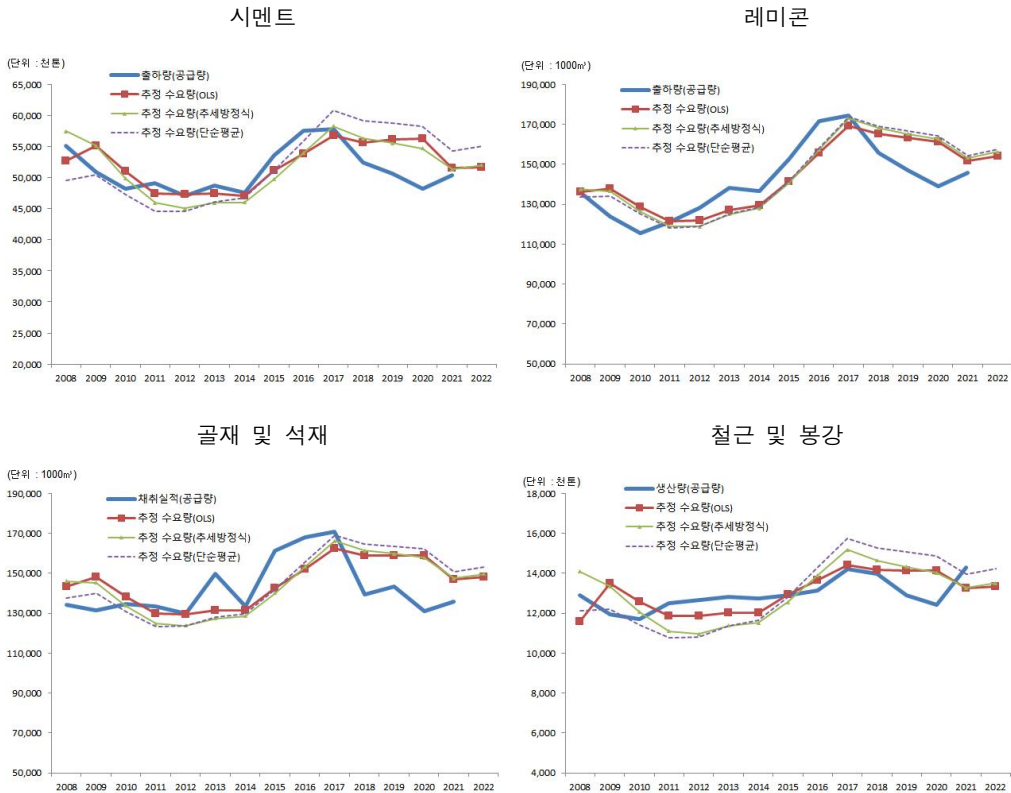 시멘트
(단위 : 천톤)
출하량(공급량)
추정 수요량(OLS)
추정 수요량(추세방정식)
추정 수요량(단순평균)
65,000
60,000
55,000
50,000
45,000
40,000
35,000
30,000
25,000
20,000
2008 2009 2010 2011 2012 2013 2014 2015 2016 2017 2018 2019 2020 2021 2022
레미콘
(단위 : 1000㎥)
출하량(공급량)
추정 수요량(OLS)
추정 수요량(추세방정식)
추정 수요량(단순평균)
190,000
170,000
150,000
130,000
110,000
90,000
70,000
50,000
2008 2009 2010 2011 2012 2013 2014 2015 2016 2017 2018 2019 2020 2021 2022
골재 및 석재
(단위 : 1000㎥)
채취실적(공급량)
추정 수요량(OLS)
추정 수요량(추세방정식)
추정 수요량(단순평균)
190,000
170,000
150,000
130,000
110,000
90,000
70,000
50,000
2008 2009 2010 2011 2012 2013 2014 2015 2016 2017 2018 2019 2020 2021 2022
철근 및 봉강
(단위 : 천톤)
생산량(공급량)
추정 수요량(OLS)
추정 수요량(추세방정식)
추정 수요량(단순평균)
18,000
16,000
14,000
12,000
10,000
8,000
6,000
4,000
2008 2009 2010 2011 2012 2013 2014 2015 2016 2017 2018 2019 2020 2021 2022